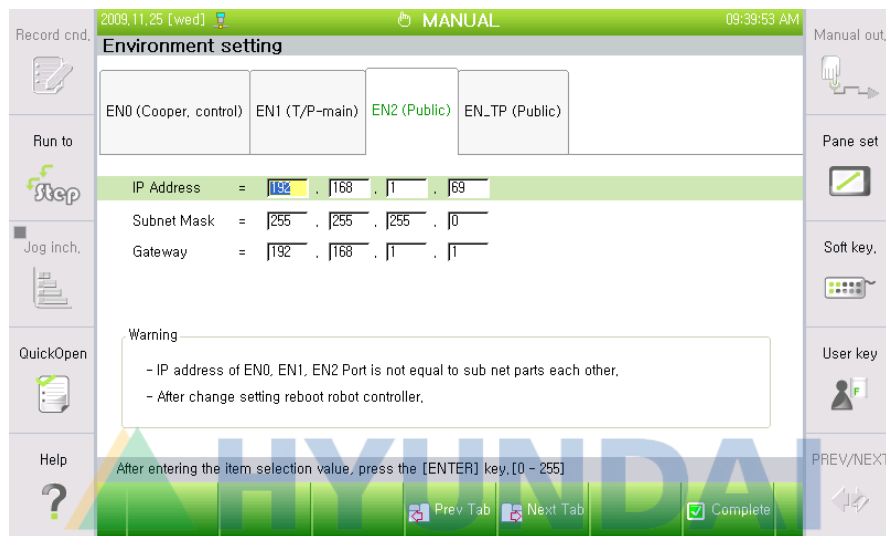 2009,11,25 [wed] MANUAL 09:39:53 AM
Environment setting
Record cnd,
Run to
Step
Jog inch,
QuickOpen
Help
EN0 (Cooper, control) EN1 (T/P-main) EN2 (Public) EN_TP (Public)
IP Address = 192 . 168 . 1 . 69
Subnet Mask = 255 . 255 . 255 . 0
Gateway = 192 . 168 . 1 . 1
Warning
- IP address of EN0, EN1, EN2 Port is not equal to sub net parts each other,
- After change setting reboot robot controller,
After entering the item selection value, press the [ENTER] key,[0 - 255]
Prev Tab Next Tab Complete
Manual out,
Pane set
Soft key,
User key
F
PREV/NEXT
HYUNDAI